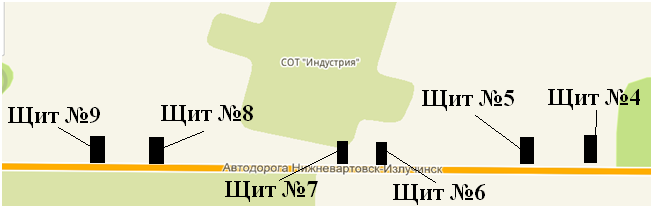 СОТ "Индустрия"
Щит №9
Щит №8
Щит №5
Щит №4
Автодорога Нижневартовск-Излучинск
Щит №7
Щит №6